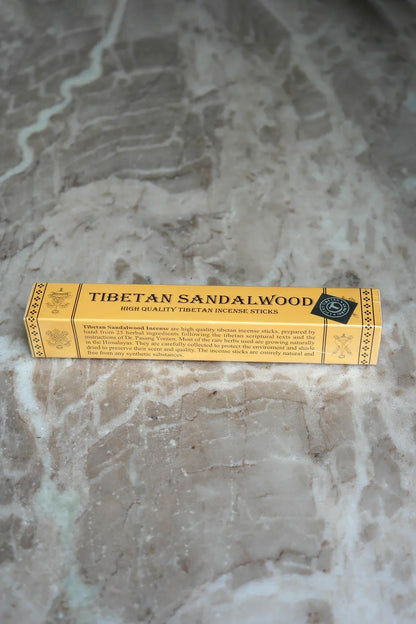 TIBETAN SANDALWOOD
HIGH QUALITY TIBETAN INCENSE STICKS
Tibetan Sandalwood Incense are high quality tibetan incense sticks, prepared by
hand from 25 herbal ingredients following the tibetan scriptural texts and the
instructions of Dr. Pasang Yonten. Most of the rare herbs used are growing naturally
in the Himalayas. They are carefully collected to protect the enviroment and shade
dried to preserve their scent and quality. The incense sticks are entirely natural and
free from any synthetic substances.